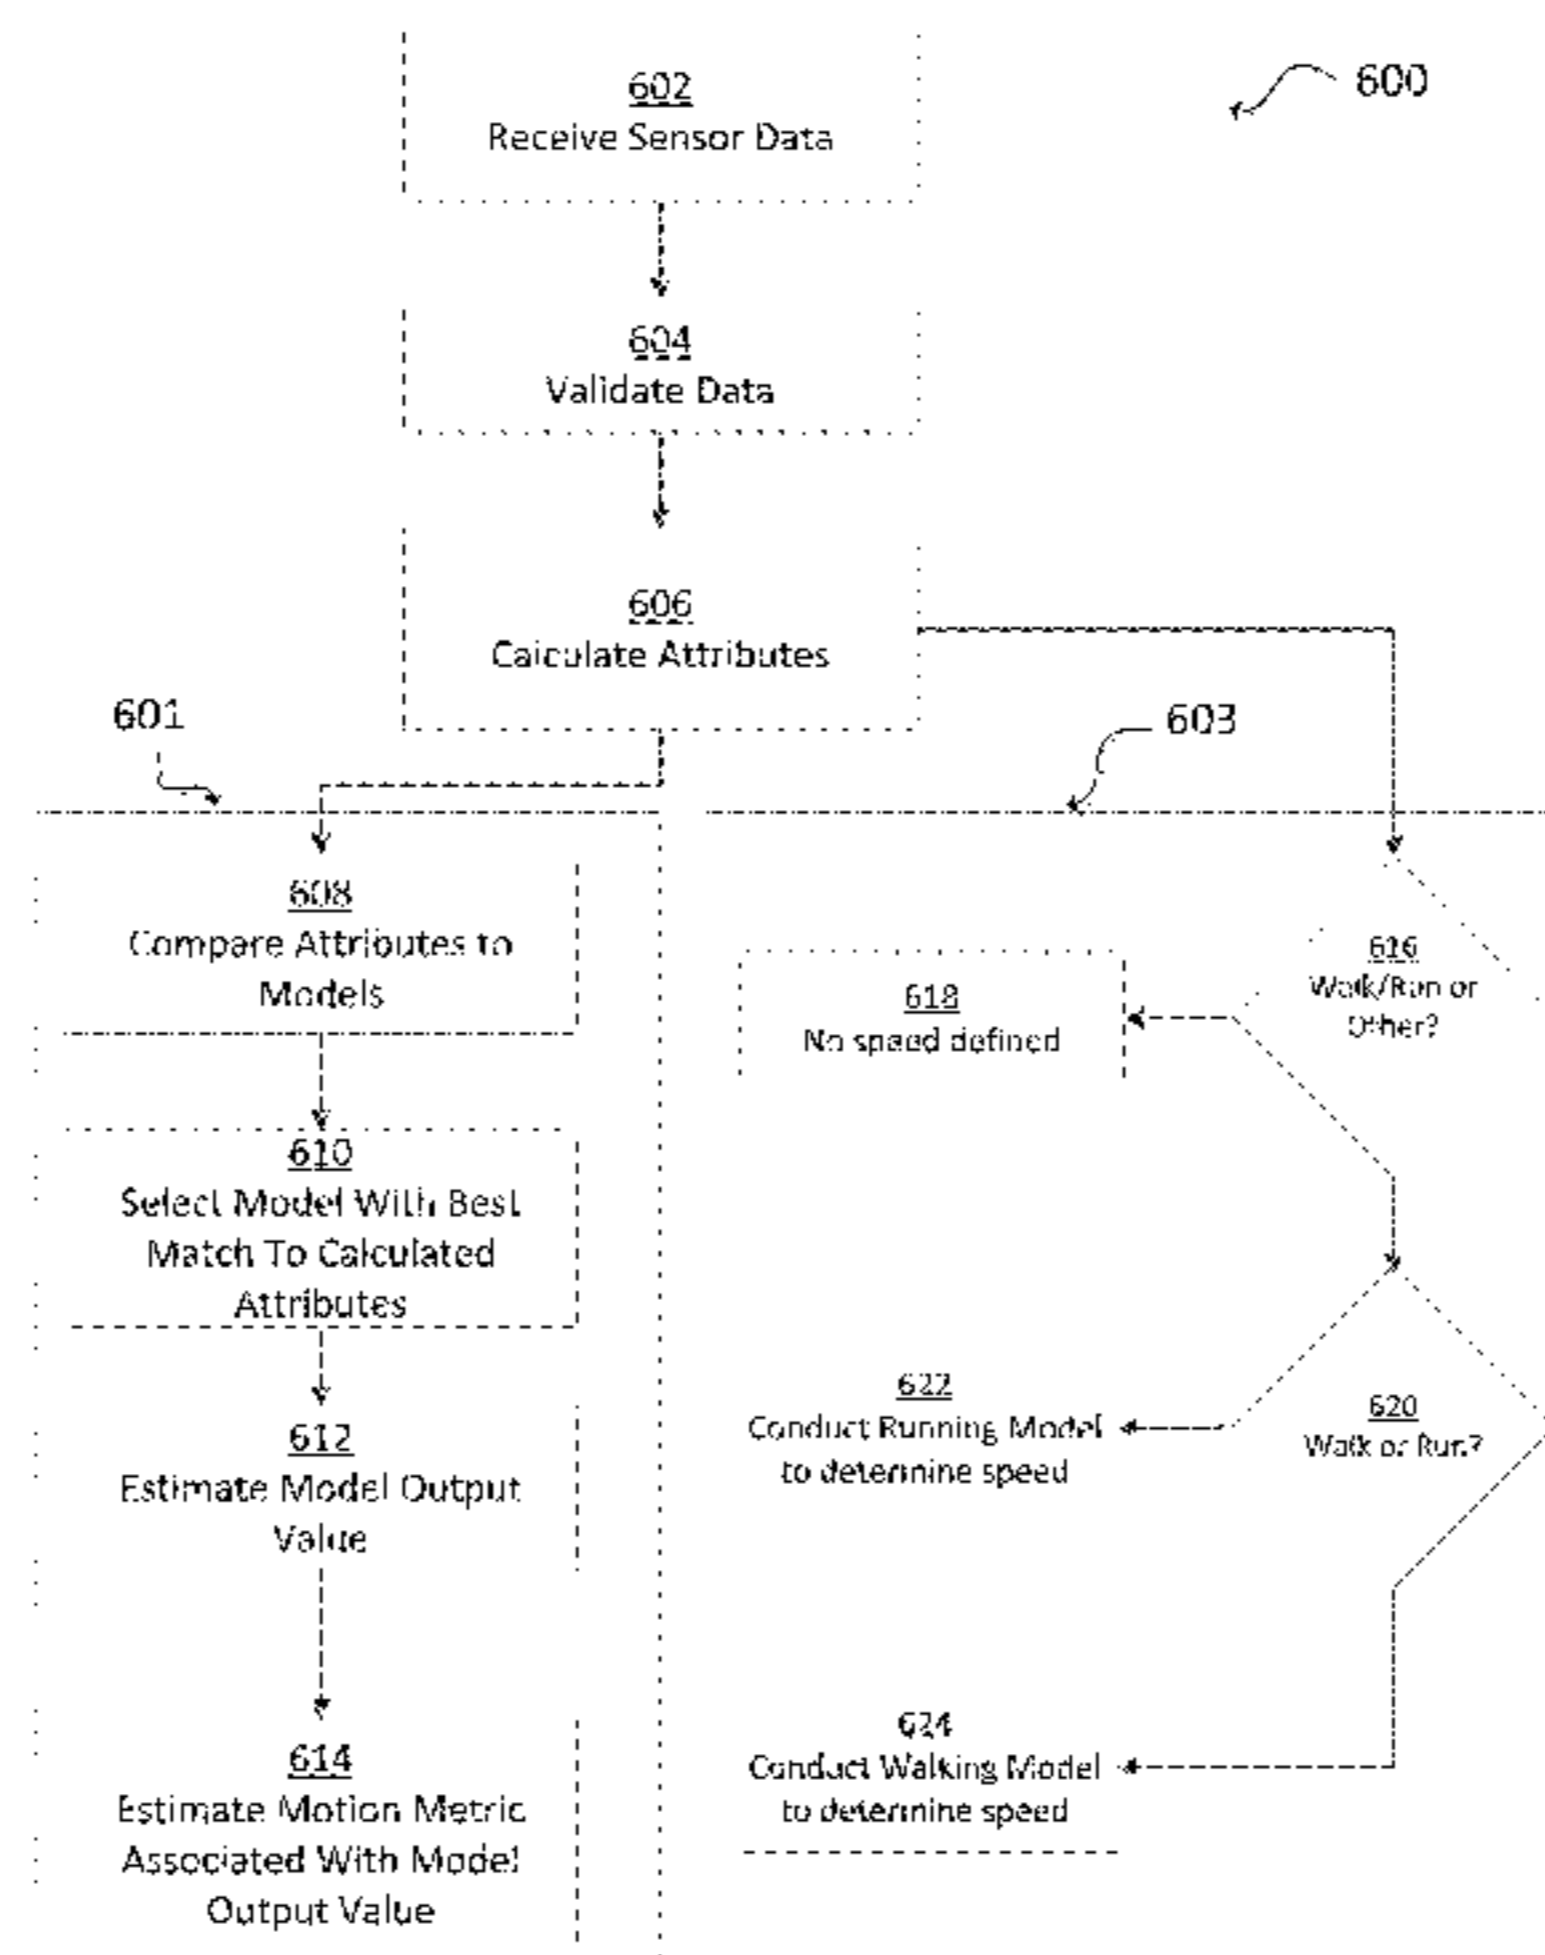 602
Receive Sensor Data
600
604
Validate Data
606
Calculate Attributes
601
603
608
Compare Attributes to
Models
610
Select Model With Best
Match To Calculated
Attributes
612
Estimate Model Output
Value
614
Estimate Motion Metric
Associated With Model
Output Value
616
Walk/Run or
Other?
618
No speed defined
620
Walk or Run?
622
Conduct Running Model
to determine speed
624
Conduct Walking Model
to determine speed